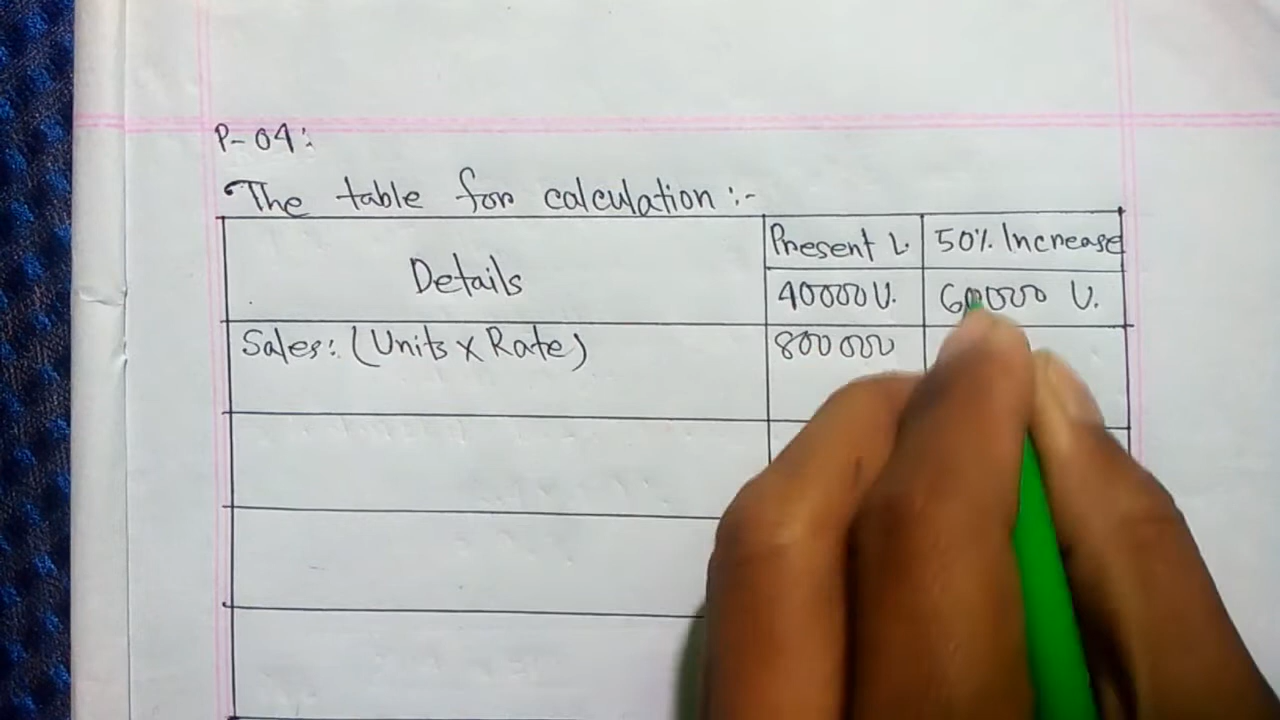 P-04:
The table for calculation :-
Details
Present L.
50% Increase
40000 U.
60000 U.
Sales: (Units x Rate)
800000